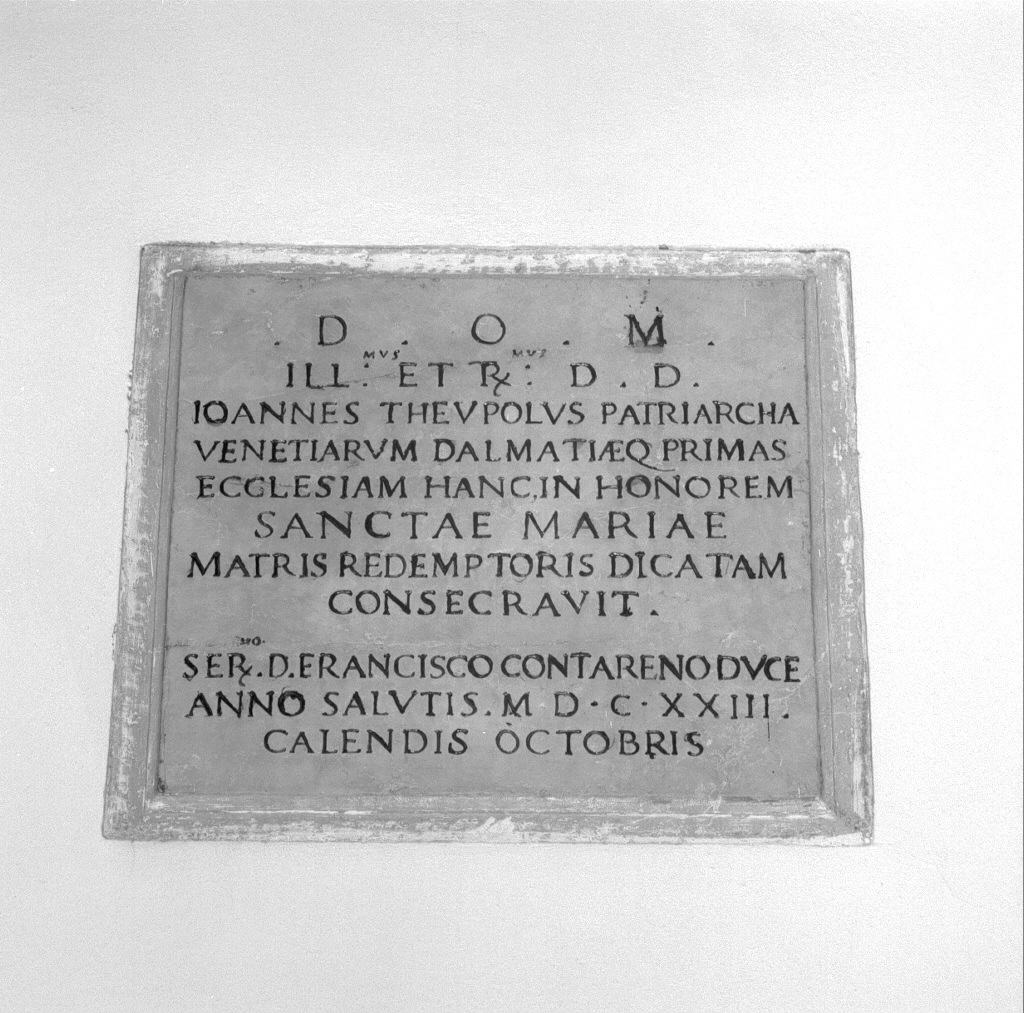 . D . O . M .
ILL:MVS ET R:MVS D . D.
IOANNES THEVPOLVS PATRIARCHA
VENETIARVM DALMATIÆQ PRIMAS
ECCLESIAM HANC,IN HONOREM
SANCTAE MARIAE
MATRIS REDEMPTORIS DICATAM
CONSECRAVIT.
SER.MO D.FRANCISCO CONTARENO DVCE
ANNO SALVTIS. M D·C·XXIII.
CALENDIS OCTOBRIS